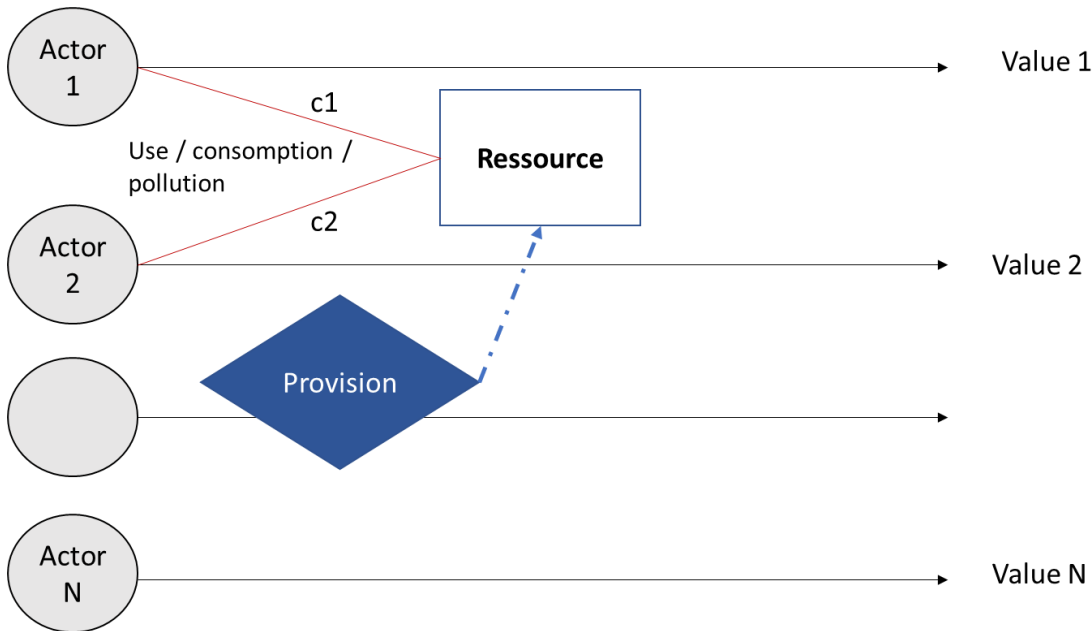 Actor
1
Value 1
c1
Use / consomption /
pollution
Ressource
c2
Actor
2
Value 2
Provision
Actor
N
Value N